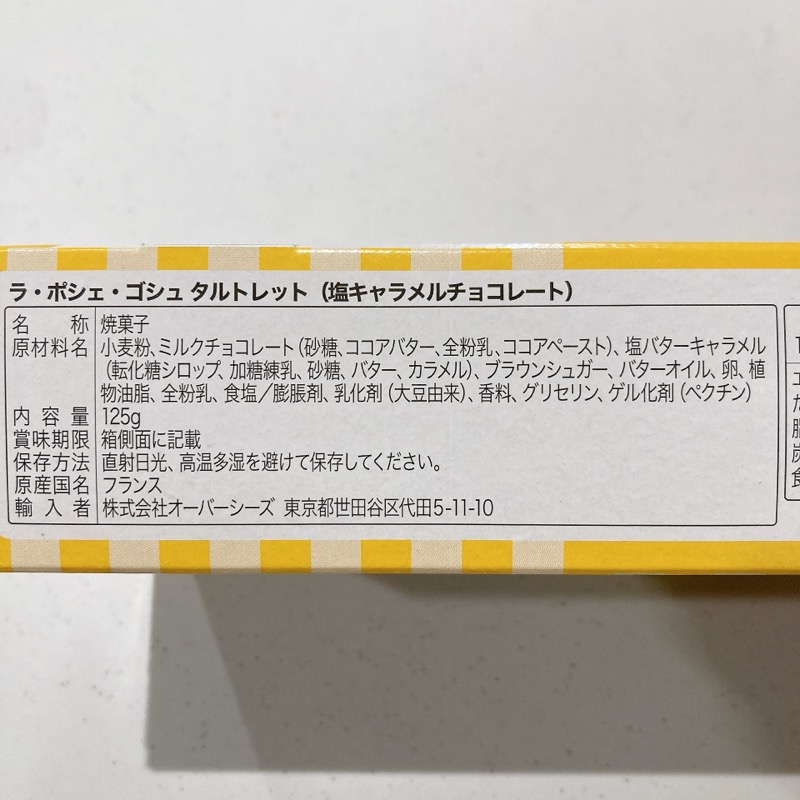 ラ・ポシェ・ゴシュ タルトレット（塩キャラメルチョコレート）
名称 焼菓子
原材料名 小麦粉、ミルクチョコレート（砂糖、ココアバター、全粉乳、ココアペースト）、塩バターキャラメル
（転化糖シロップ、加糖練乳、砂糖、バター、カラメル）、ブラウンシュガー、バターオイル、卵、植
物油脂、全粉乳、食塩／膨脹剤、乳化剤（大豆由来）、香料、グリセリン、ゲル化剤（ペクチン）
内容量 125g
賞味期限 箱側面に記載
保存方法 直射日光、高温多湿を避けて保存してください。
原産国名 フランス
輸入者 株式会社オーバーシーズ 東京都世田谷区代田5-11-10